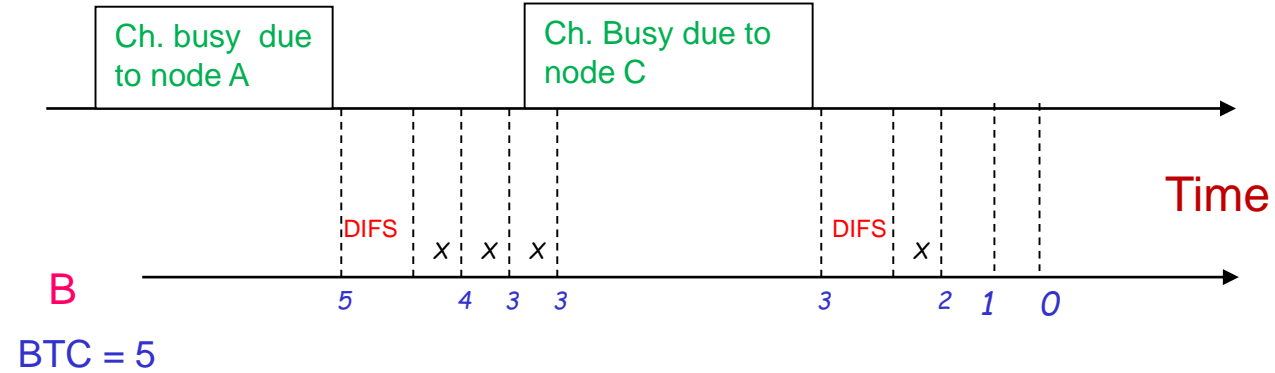 Ch. busy due
to node A
Ch. Busy due to
node C
Time
DIFS
DIFS
x x x x
B
5 4 3 3 3 2 1 0
BTC = 5